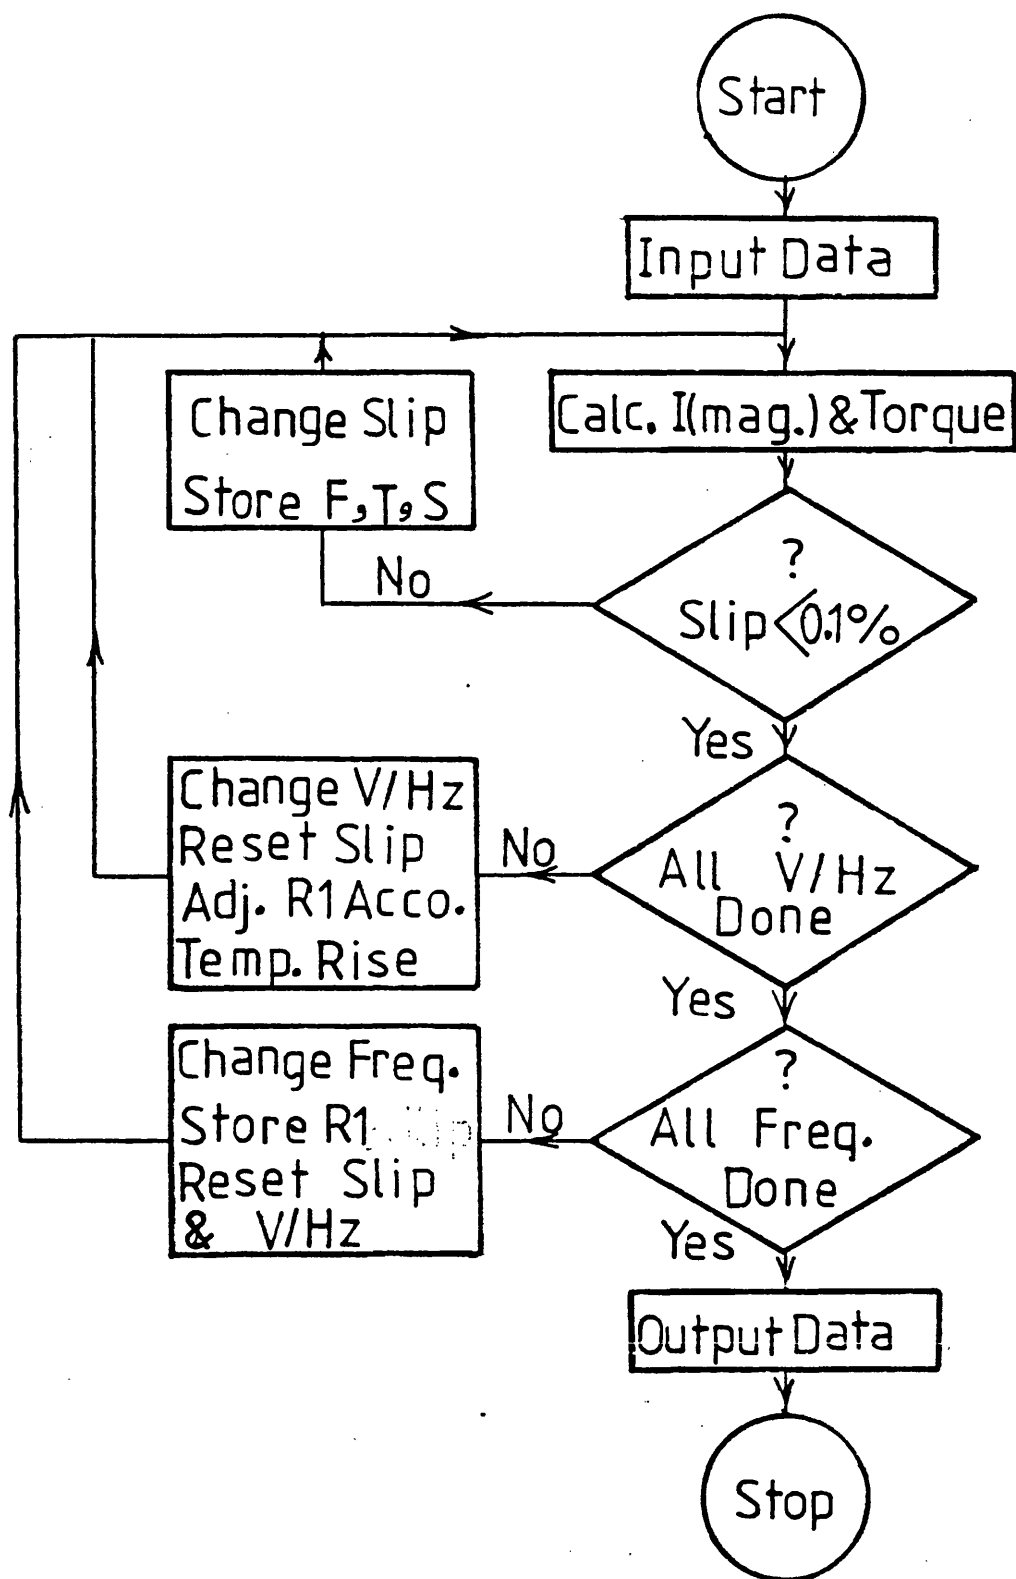 Start
Input Data
Calc. I(mag.) & Torque
Change Slip
Store F, T, S
No
?
Slip < 0.1%
Yes
Change V/Hz
Reset Slip
Adj. R1 Acco.
Temp. Rise
No
?
All V/Hz
Done
Yes
Change Freq.
Store R1
Reset Slip
& V/Hz
No
?
All Freq.
Done
Yes
Output Data
Stop